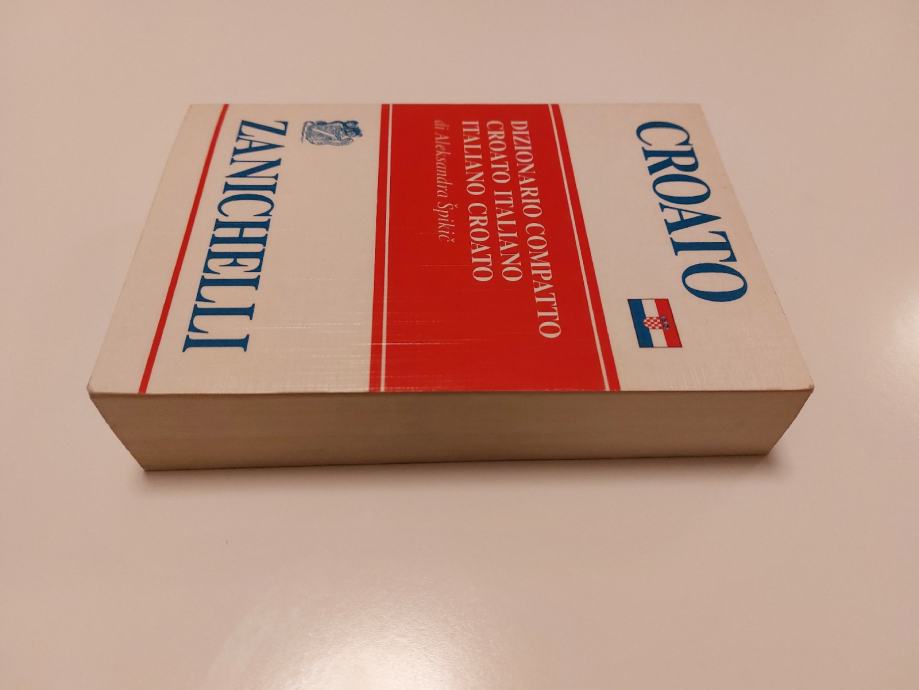 CROATO
DIZIONARIO COMPATTO
CROATO ITALIANO
ITALIANO CROATO
di Aleksandra Špikić
ZANICHELLI